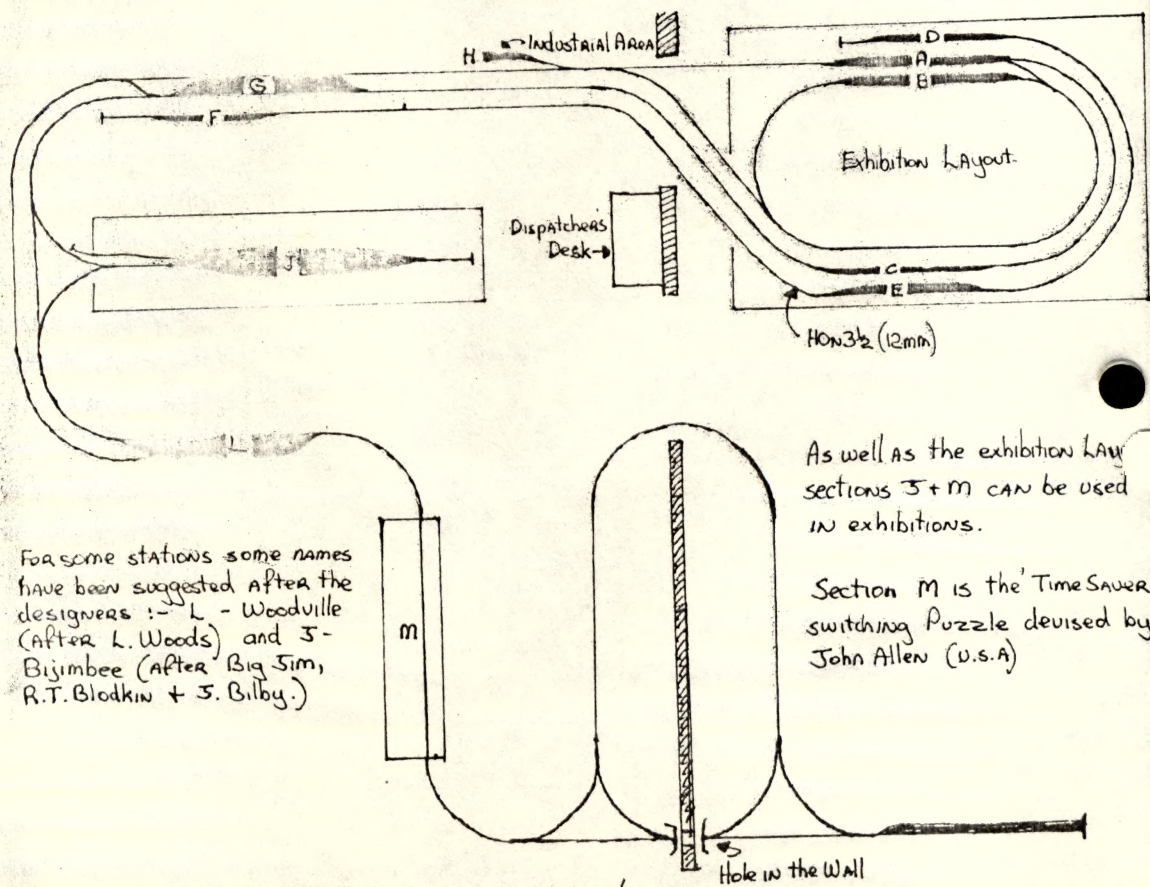 Industrial Area
H
D
A
B
G
F
Exhibition Layout
Dispatcher's
Desk
J
C
E
HON3½ (12mm)
L
As well as the exhibition Lay
sections J + M can be used
in exhibitions.
For some stations some names
have been suggested after the
designers :- L - Woodville
(After L. Woods) and J -
Bijimbee (after Big Jim,
R.T. Blodkin + J. Bilby.)
M
Section M is the 'Time Saver
switching Puzzle devised by
John Allen (U.S.A)
Hole in the Wall